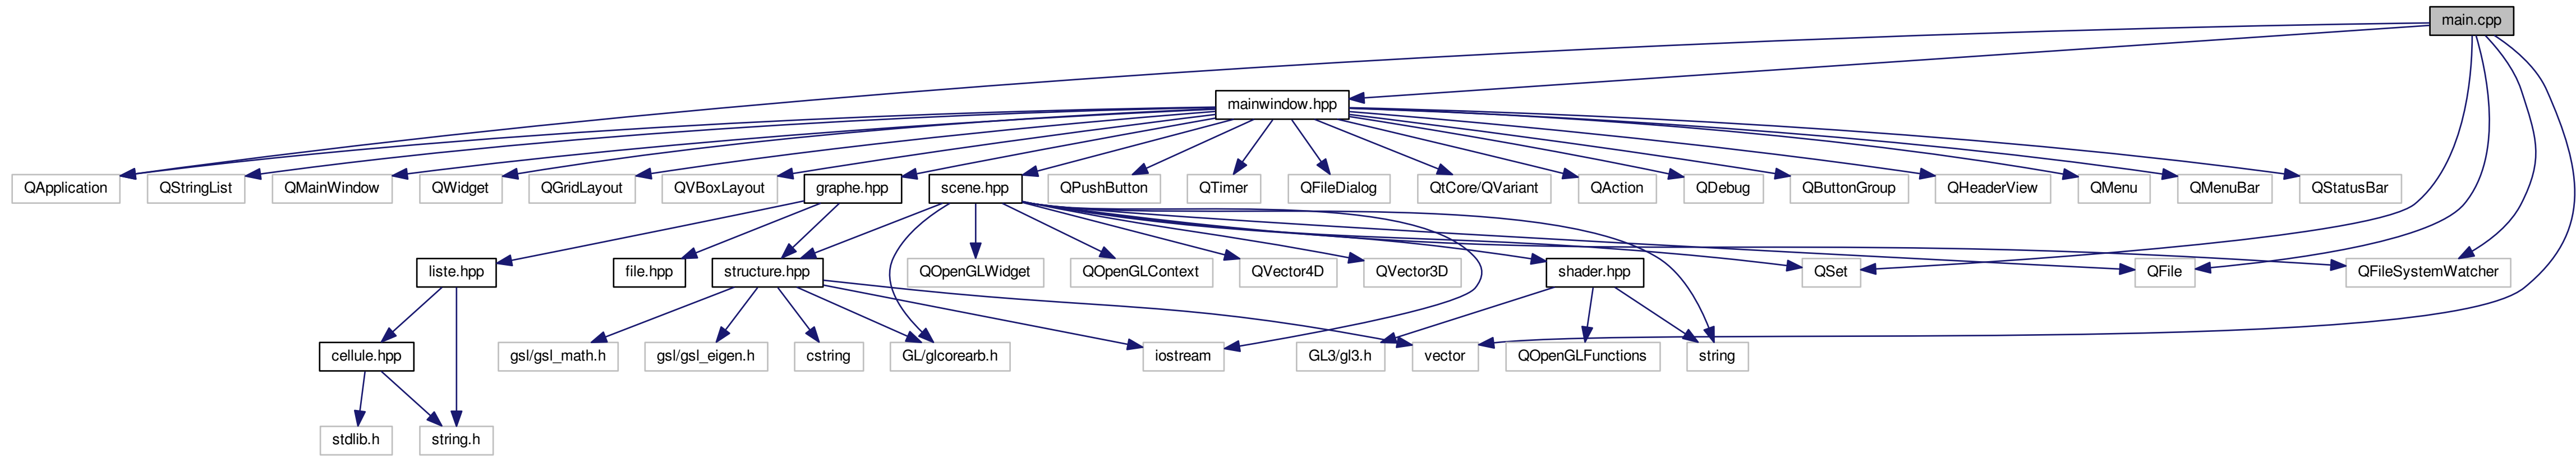 main.cpp
mainwindow.hpp
QApplication
QStringList
QMainWindow
QWidget
QGridLayout
QVBoxLayout
graphe.hpp
scene.hpp
QPushButton
QTimer
QFileDialog
QtCore/QVariant
QAction
QDebug
QButtonGroup
QHeaderView
QMenu
QMenuBar
QStatusBar
liste.hpp
file.hpp
structure.hpp
QOpenGLWidget
QOpenGLContext
QVector4D
QVector3D
shader.hpp
QSet
QFile
QFileSystemWatcher
cellule.hpp
gsl/gsl_math.h
gsl/gsl_eigen.h
cstring
GL/glcorearb.h
iostream
GL3/gl3.h
vector
QOpenGLFunctions
string
stdlib.h
string.h